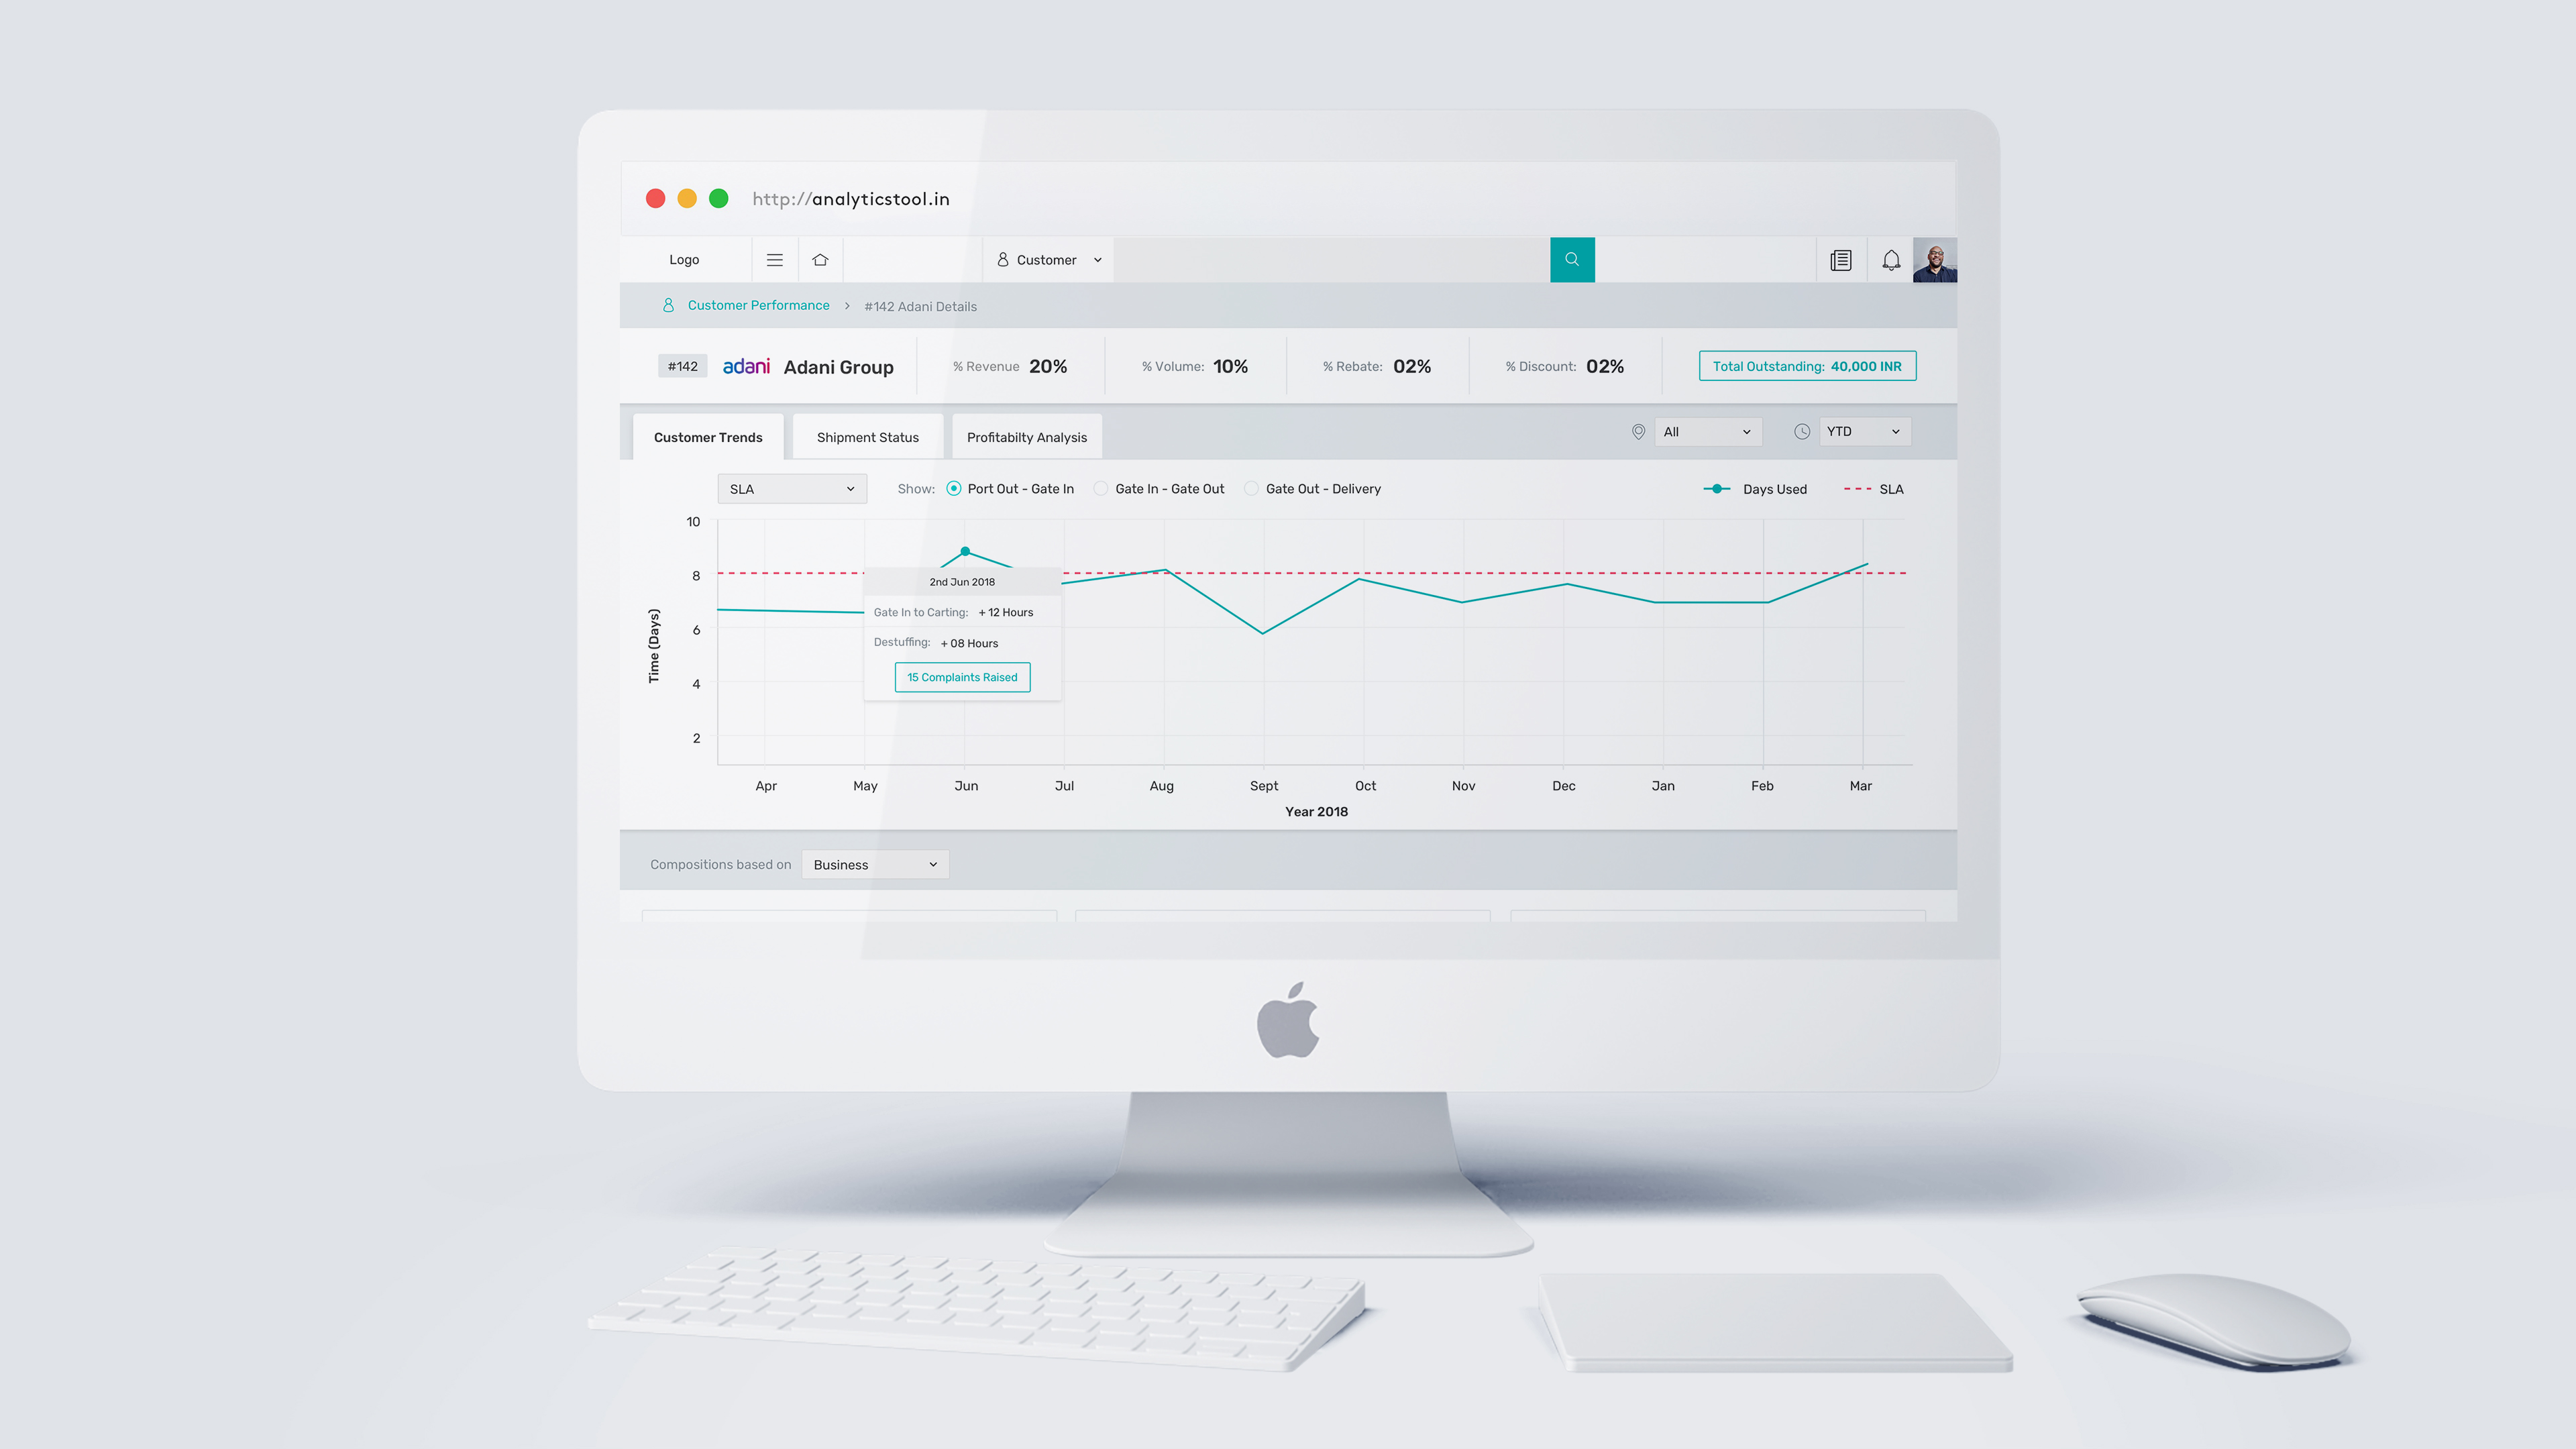 http://analyticstool.in
Logo
Customer
Customer Performance > #142 Adani Details
#142 adani Adani Group % Revenue 20% % Volume: 10% % Rebate: 02% % Discount: 02% Total Outstanding: 40,000 INR
Customer Trends Shipment Status Profitabilty Analysis All YTD
SLA Show: Port Out - Gate In Gate In - Gate Out Gate Out - Delivery Days Used SLA
10
8
2nd Jun 2018
Gate In to Carting: + 12 Hours
6
Destuffing: + 08 Hours
Time (Days)
15 Complaints Raised
4
2
Apr May Jun Jul Aug Sept Oct Nov Dec Jan Feb Mar
Year 2018
Compositions based on Business